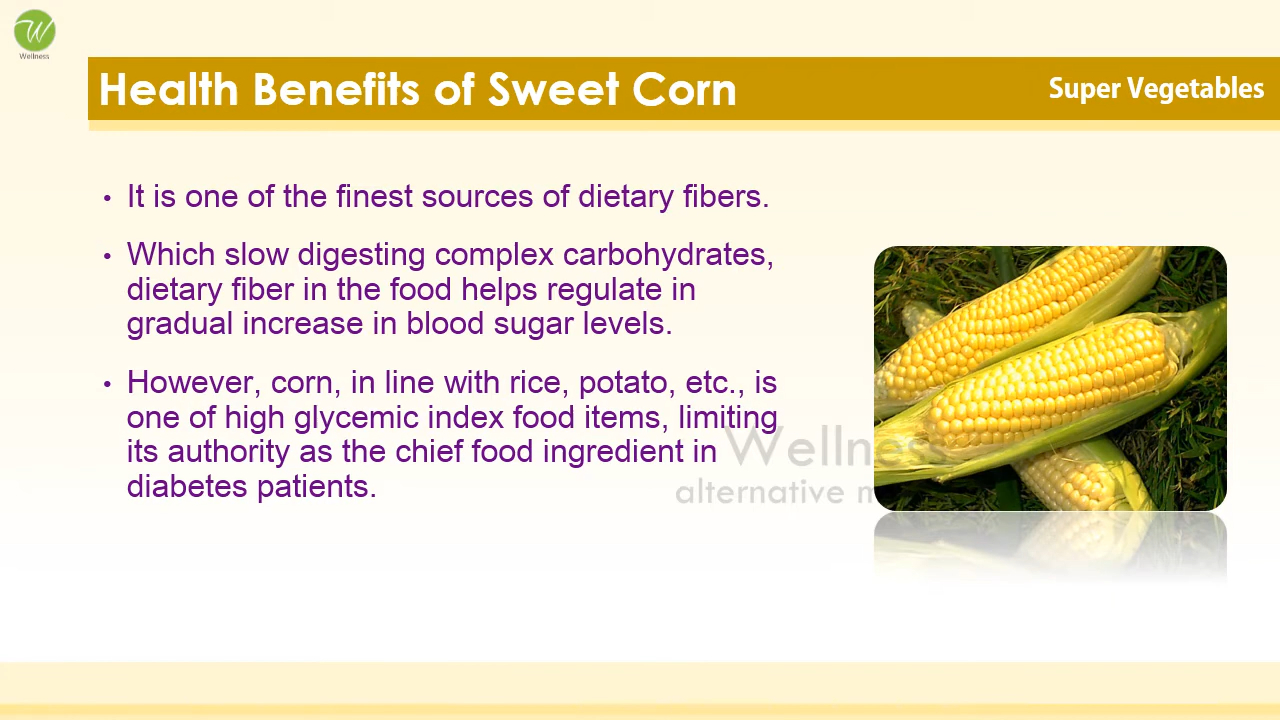 Wellness
Health Benefits of Sweet Corn
Super Vegetables
• It is one of the finest sources of dietary fibers.
• Which slow digesting complex carbohydrates,
dietary fiber in the food helps regulate in
gradual increase in blood sugar levels.
• However, corn, in line with rice, potato, etc., is
one of high glycemic index food items, limiting
its authority as the chief food ingredient in
diabetes patients.
Wellness
alternative